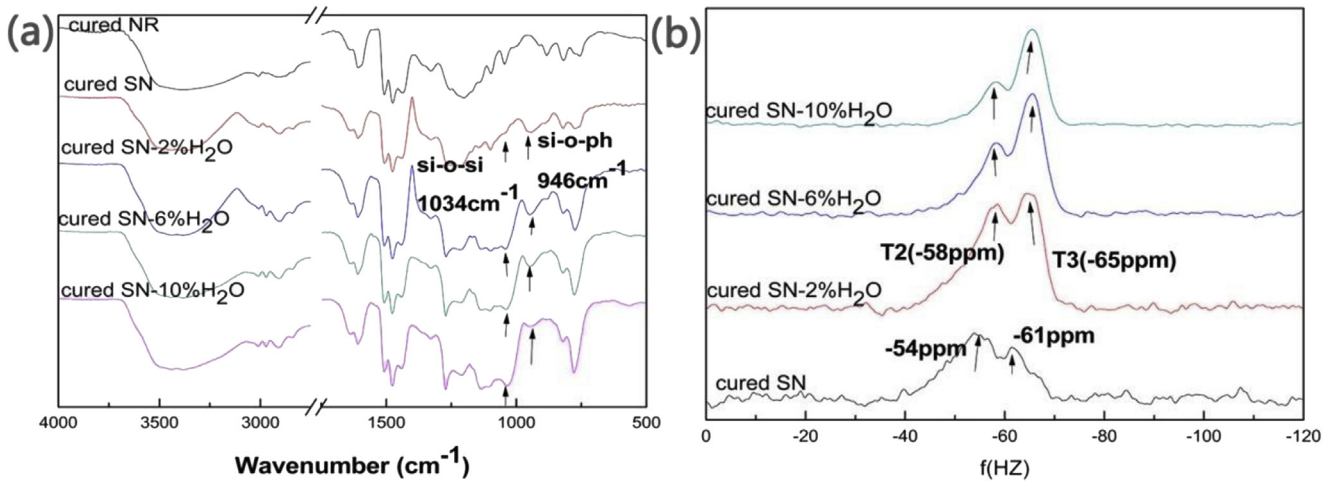 (a)
cured NR
cured SN
cured SN-2%H₂O
cured SN-6%H₂O
cured SN-10%H₂O
si-o-si
1034cm⁻¹
si-o-ph
946cm⁻¹
4000 3500 3000 1500 1000 500
Wavenumber (cm⁻¹)
(b)
cured SN-10%H₂O
cured SN-6%H₂O
T2(-58ppm)
T3(-65ppm)
cured SN-2%H₂O
-54ppm
-61ppm
cured SN
0 -20 -40 -60 -80 -100 -120
f(HZ)